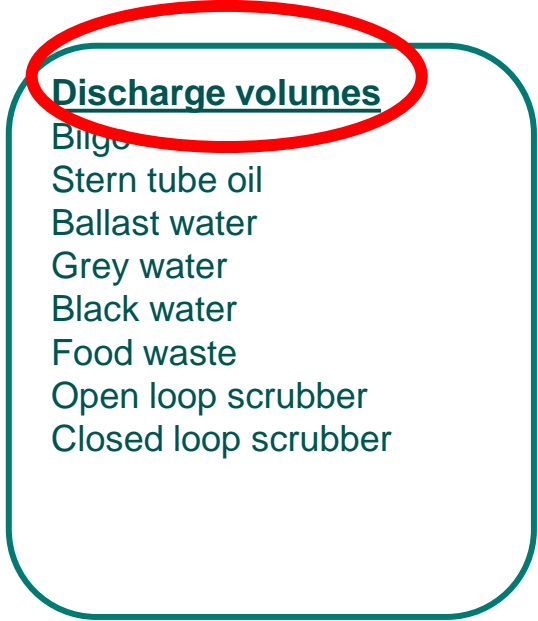 Discharge volumes
Bilge
Stern tube oil
Ballast water
Grey water
Black water
Food waste
Open loop scrubber
Closed loop scrubber